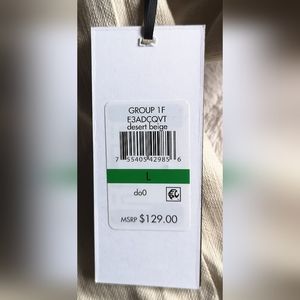 GROUP 1F
E3ADCQVT
desert beige
7 55405 42985 6
L
do0
MSRP $129.00